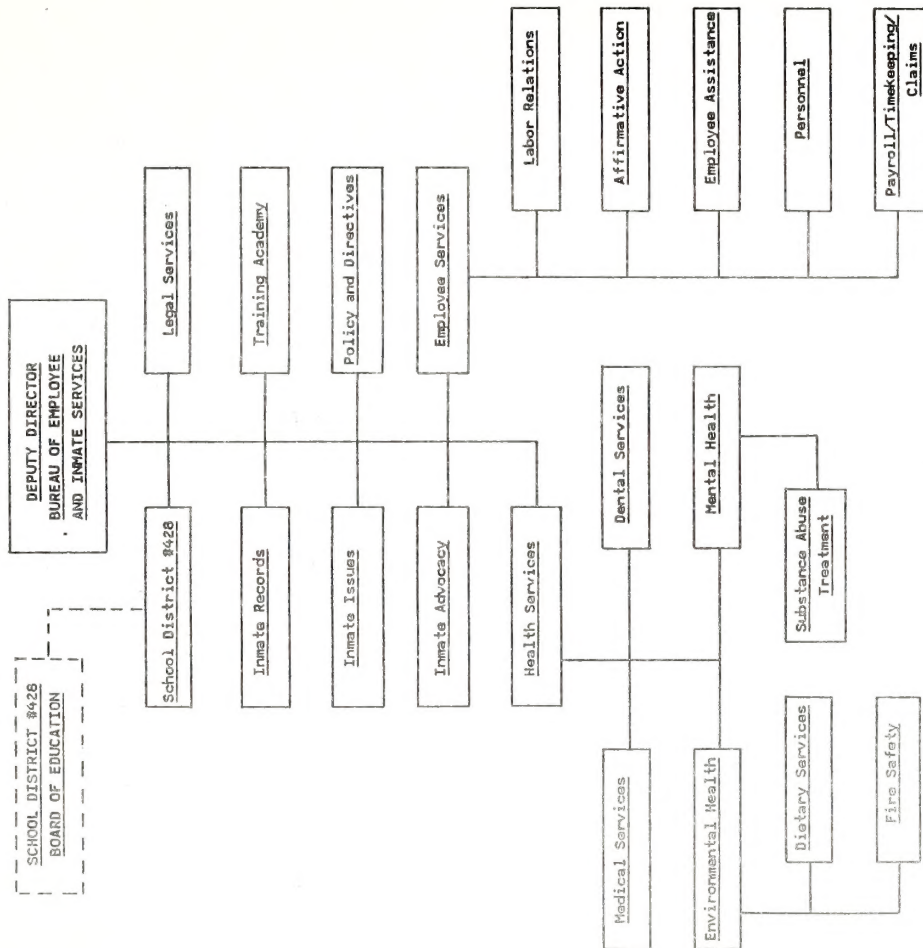 DEPUTY DIRECTOR
BUREAU OF EMPLOYEE
AND INMATE SERVICES
SCHOOL DISTRICT #428
BOARD OF EDUCATION
School District #428
Legal Services
Inmate Records
Training Academy
Inmate Issues
Policy and Directives
Inmate Advocacy
Employee Services
Health Services
Labor Relations
Affirmative Action
Employee Assistance
Personnel
Payroll/Timekeeping/
Claims
Medical Services
Dental Services
Environmental Health
Mental Health
Dietary Services
Fire Safety
Substance Abuse
Treatment